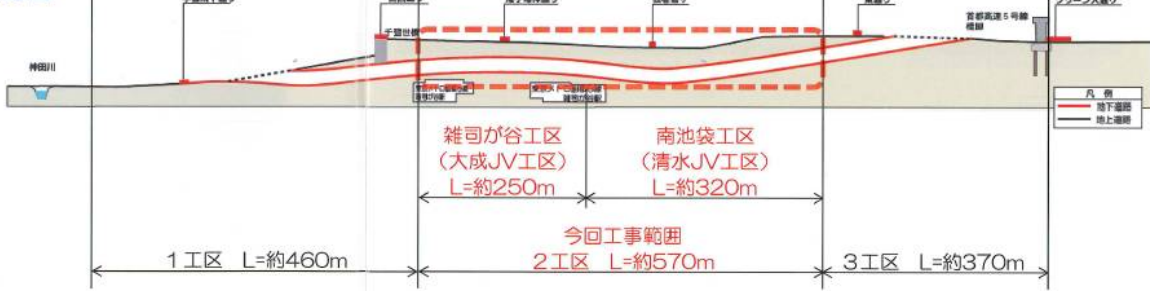 首都高速5号線
橋脚
千登世橋
神田川
凡例
地下道路
地上道路
雑司が谷工区
(大成JV工区)
L=約250m
南池袋工区
(清水JV工区)
L=約320m
今回工事範囲
1工区 L=約460m
2工区 L=約570m
3工区 L=約370m